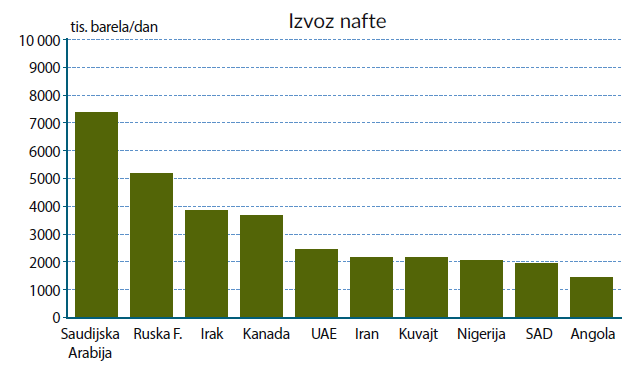 Izvoz nafte
tis. barela/dan
10 000
9000
8000
7000
6000
5000
4000
3000
2000
1000
0
Saudijska Arabija
Ruska F.
Irak
Kanada
UAE
Iran
Kuvajt
Nigerija
SAD
Angola